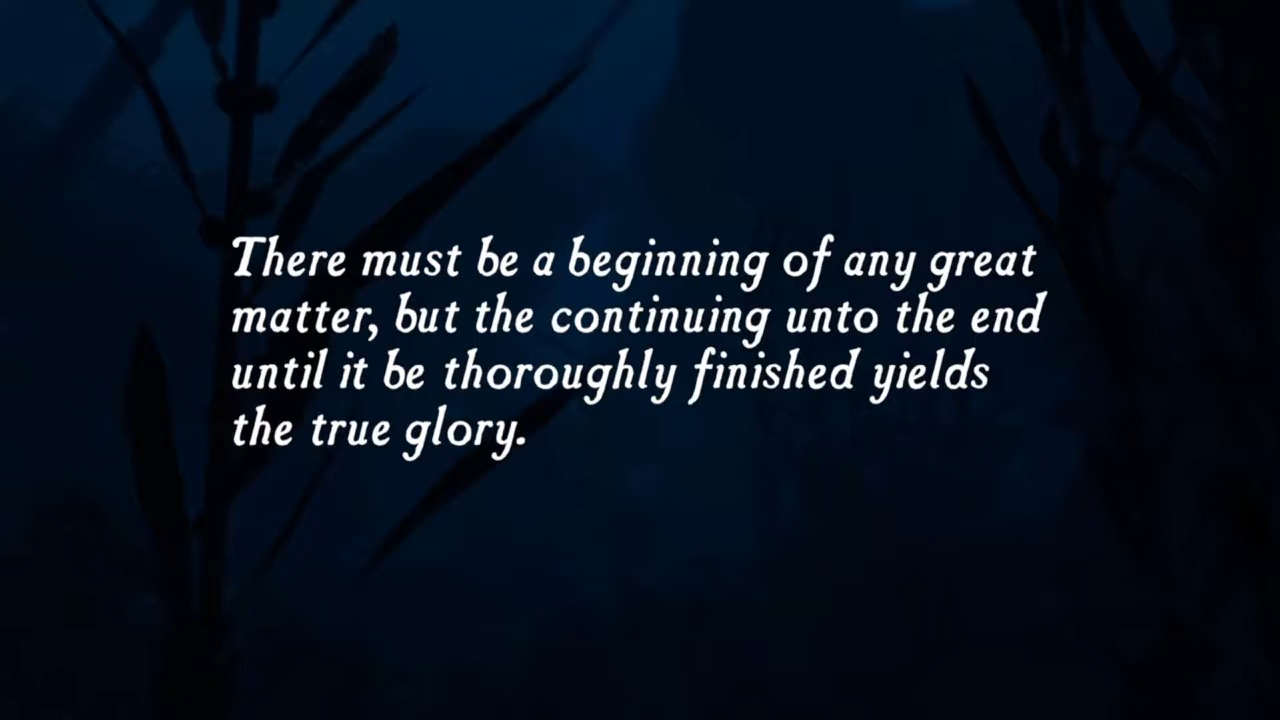 There must be a beginning of any great
matter, but the continuing unto the end
until it be thoroughly finished yields
the true glory.